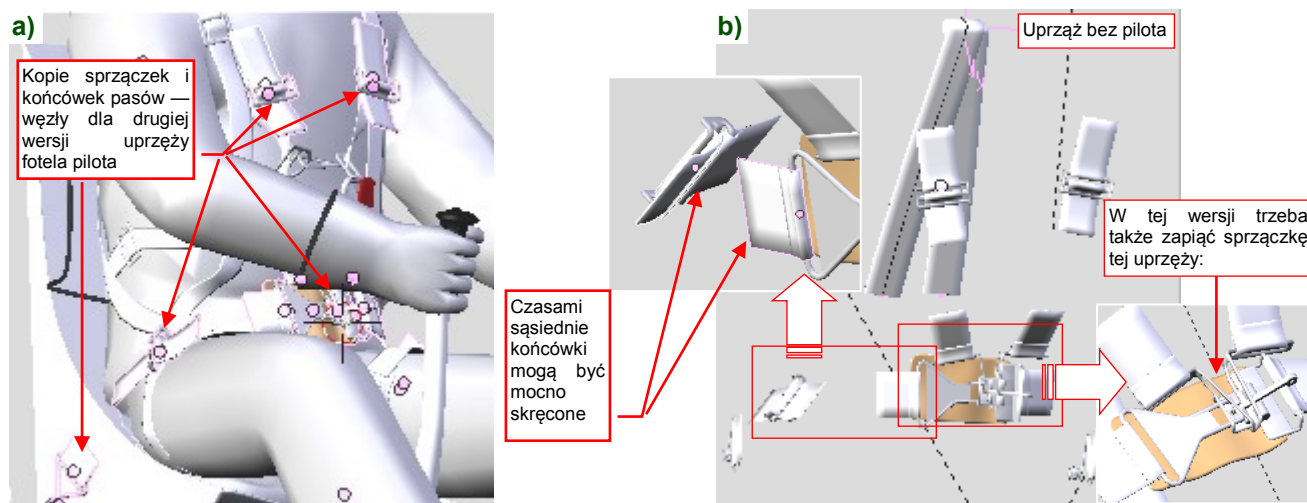 a)
Kopie sprzączek i
końcówek pasów —
węzły dla drugiej
wersji uprzęży
fotela pilota
b)
Uprząż bez pilota
W tej wersji trzeba
także zapiąć sprzączkę
tej uprzęży:
Czasami
sąsiednie
końcówki
mogą być
mocno
skręcone